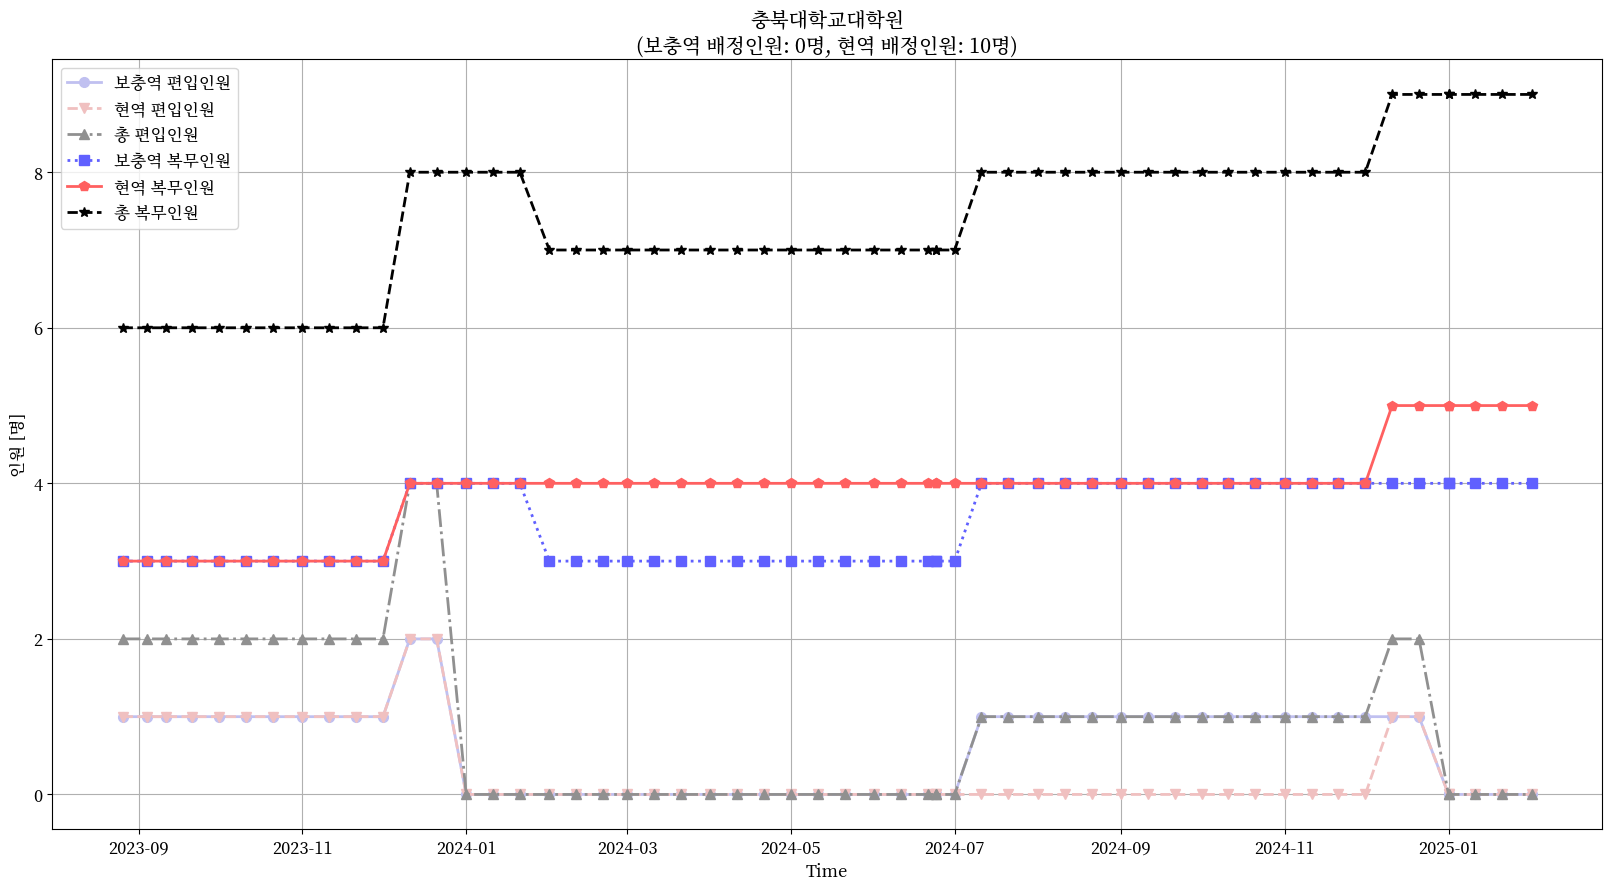 충북대학교대학원
(보충역 배정인원: 0명, 현역 배정인원: 10명)
보충역 편입인원
현역 편입인원
총 편입인원
보충역 복무인원
현역 복무인원
총 복무인원
인원 [명]
8
6
4
2
0
2023-09
2023-11
2024-01
2024-03
2024-05
2024-07
2024-09
2024-11
2025-01
Time